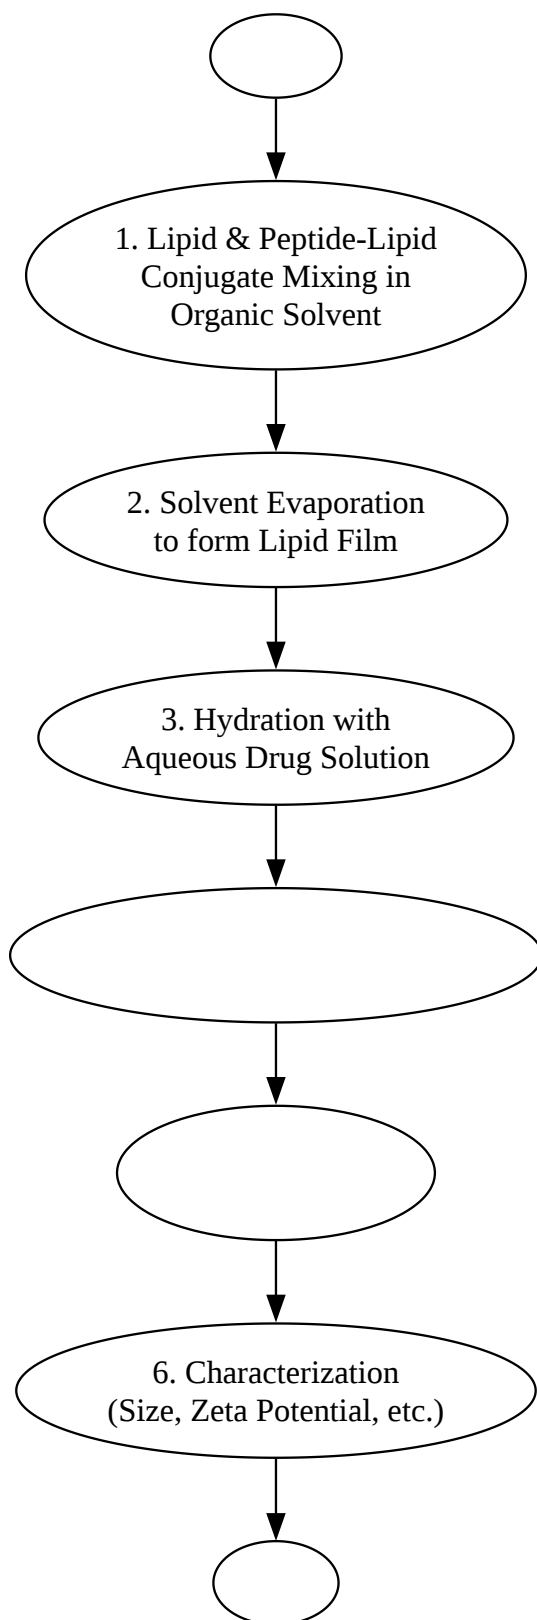 1. Lipid & Peptide-Lipid
Conjugate Mixing in
Organic Solvent
2. Solvent Evaporation
to form Lipid Film
3. Hydration with
Aqueous Drug Solution
6. Characterization
(Size, Zeta Potential, etc.)